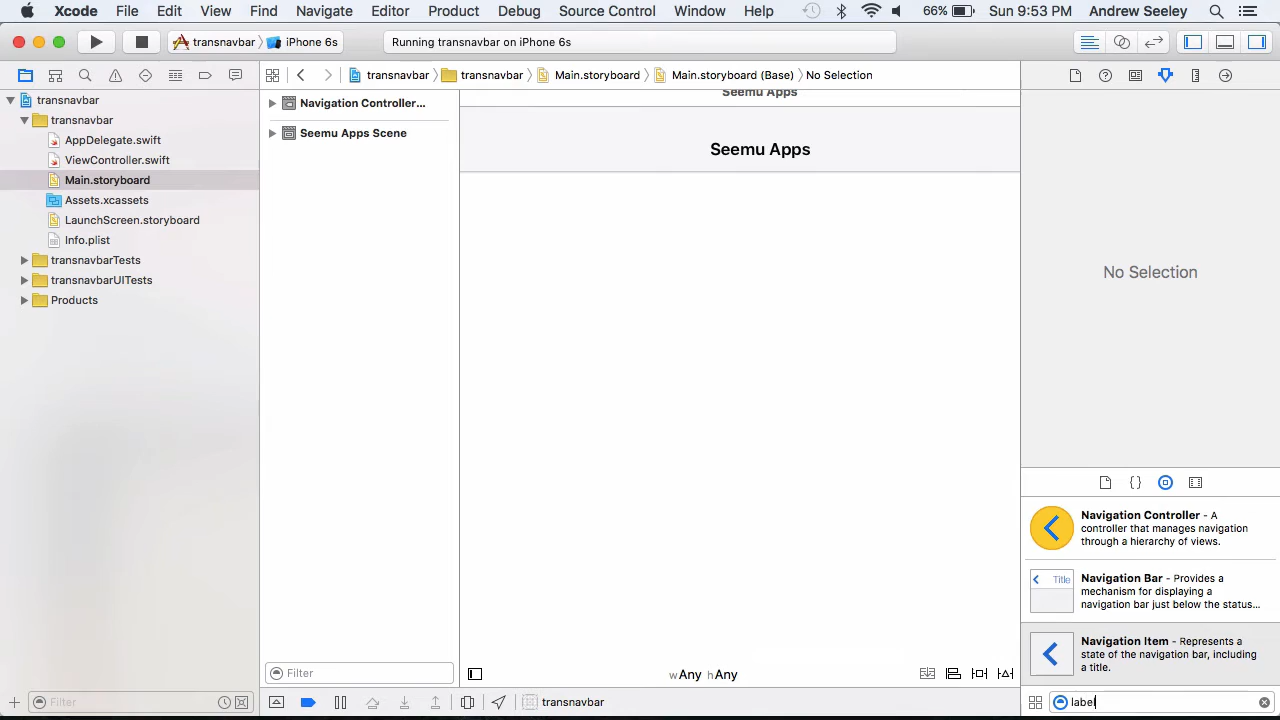 Xcode File Edit View Find Navigate Editor Product Debug Source Control Window Help 66% Sun 9:53 PM Andrew Seeley
transnavbar iPhone 6s Running transnavbar on iPhone 6s
transnavbar transnavbar Main.storyboard Main.storyboard (Base) No Selection
transnavbar
transnavbar
AppDelegate.swift
ViewController.swift
Main.storyboard
Assets.xcassets
LaunchScreen.storyboard
Info.plist
transnavbarTests
transnavbarUITests
Products
Filter
Navigation Controller...
Seemu Apps Scene
Filter
Seemu Apps
Seemu Apps
wAny hAny
transnavbar
No Selection
Navigation Controller - A
controller that manages navigation
through a hierarchy of views.
Title
Navigation Bar - Provides a
mechanism for displaying a
navigation bar just below the status...
Navigation Item - Represents a
state of the navigation bar, including
a title.
label